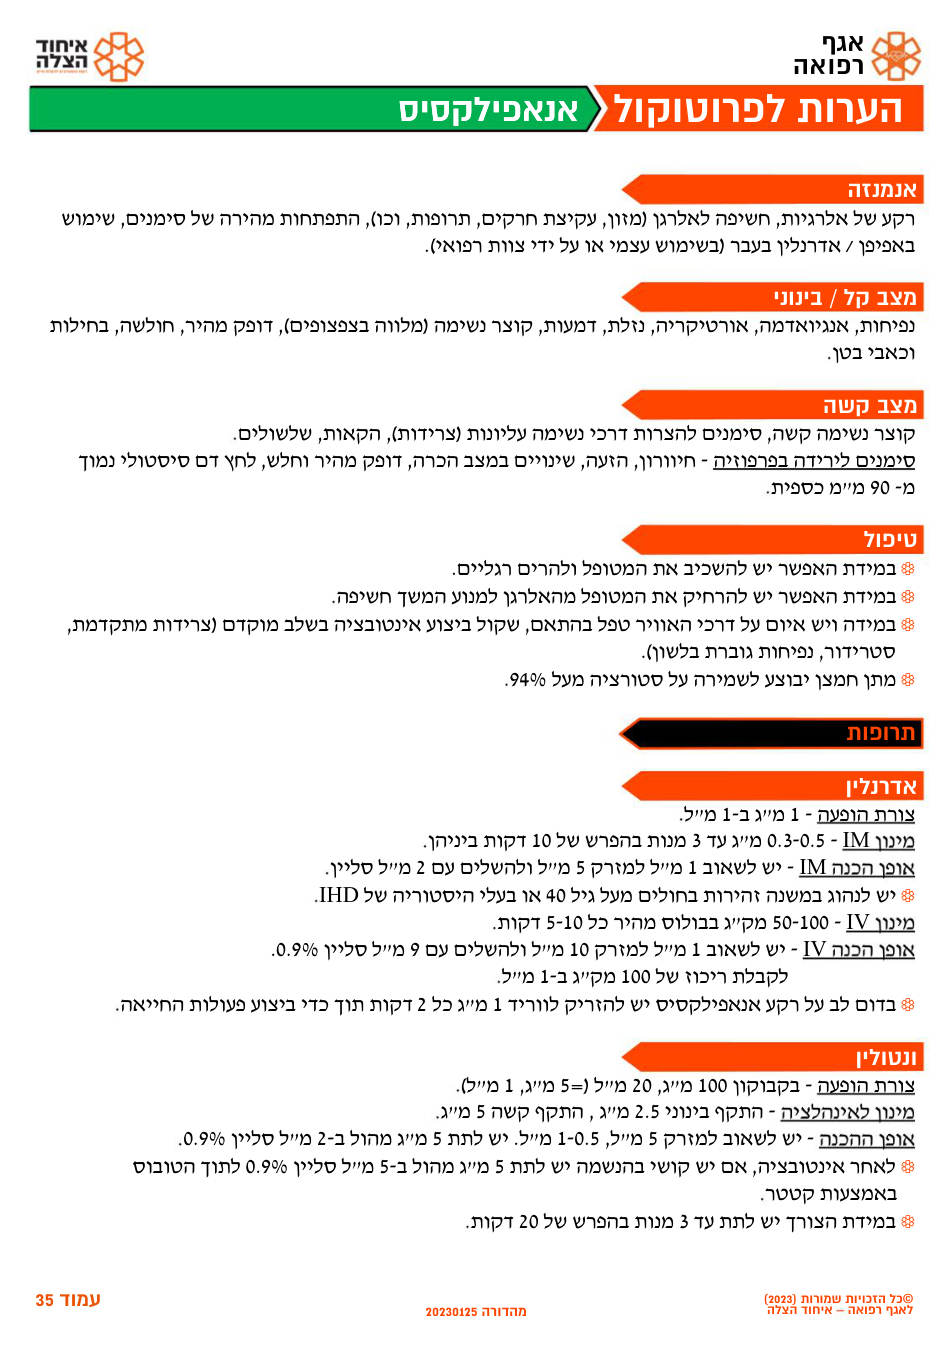 אגף
רפואה
איחוד
הצלה
הערות לפרוטוקול
אנאפילקסיס
אנמנזה
רקע של אלרגיות, חשיפה לאלרגן (מזון, עקיצת חרקים, תרופות, וכו), התפתחות מהירה של סימנים, שימוש
באפיפן / אדרנלין בעבר (בשימוש עצמי או על ידי צוות רפואי).
מצב קל / בינוני
נפיחות, אנגיואדמה, אורטיקריה, נזלת, דמעות, קוצר נשימה (מלווה בצפצופים), דופק מהיר, חולשה, בחילות
וכאבי בטן.
מצב קשה
קוצר נשימה קשה, סימנים להצרות דרכי נשימה עליונות (צרידות), הקאות, שלשולים.
סימנים לירידה בפרפוזיה - חיוורון, הזעה, שינויים במצב הכרה, דופק מהיר וחלש, לחץ דם סיסטולי נמוך
מ- 90 מ״מ כספית.
טיפול
במידת האפשר יש להשכיב את המטופל ולהרים רגליים.
במידת האפשר יש להרחיק את המטופל מהאלרגן למנוע המשך חשיפה.
במידה ויש איום על דרכי האוויר טפל בהתאם, שקול ביצוע אינטובציה בשלב מוקדם (צרידות מתקדמת,
סטרידור, נפיחות גוברת בלשון).
מתן חמצן יבוצע לשמירה על סטורציה מעל 94%.
תרופות
אדרנלין
צורת הופעה - 1 מ״ג ב-1 מ״ל.
מינון IM - 0.3-0.5 מ״ג עד 3 מנות בהפרש של 10 דקות ביניהן.
אופן הכנה IM - יש לשאוב 1 מ״ל למזרק 5 מ״ל ולהשלים עם 2 מ״ל סליין.
יש לנהוג במשנה זהירות בחולים מעל גיל 40 או בעלי היסטוריה של IHD.
מינון IV - 50-100 מק״ג בבולוס מהיר כל 5-10 דקות.
אופן הכנה IV - יש לשאוב 1 מ״ל למזרק 10 מ״ל ולהשלים עם 9 מ״ל סליין 0.9%.
לקבלת ריכוז של 100 מק״ג ב-1 מ״ל.
בדום לב על רקע אנאפילקסיס יש להזריק לווריד 1 מ״ג כל 2 דקות תוך כדי ביצוע פעולות החייאה.
ונטולין
צורת הופעה - בקבוקון 100 מ״ג, 20 מ״ל (=5 מ״ג, 1 מ״ל).
מינון לאינהלציה - התקף בינוני 2.5 מ״ג , התקף קשה 5 מ״ג.
אופן ההכנה - יש לשאוב למזרק 5 מ״ל, 1-0.5 מ״ל. יש לתת 5 מ״ג מהול ב-2 מ״ל סליין 0.9%.
לאחר אינטובציה, אם יש קושי בהנשמה יש לתת 5 מ״ג מהול ב-5 מ״ל סליין 0.9% לתוך הטובוס
באמצעות קטטר.
במידת הצורך יש לתת עד 3 מנות בהפרש של 20 דקות.
©כל הזכויות שמורות (2023)
לאגף רפואה – איחוד הצלה
מהדורה 20230125
עמוד 35